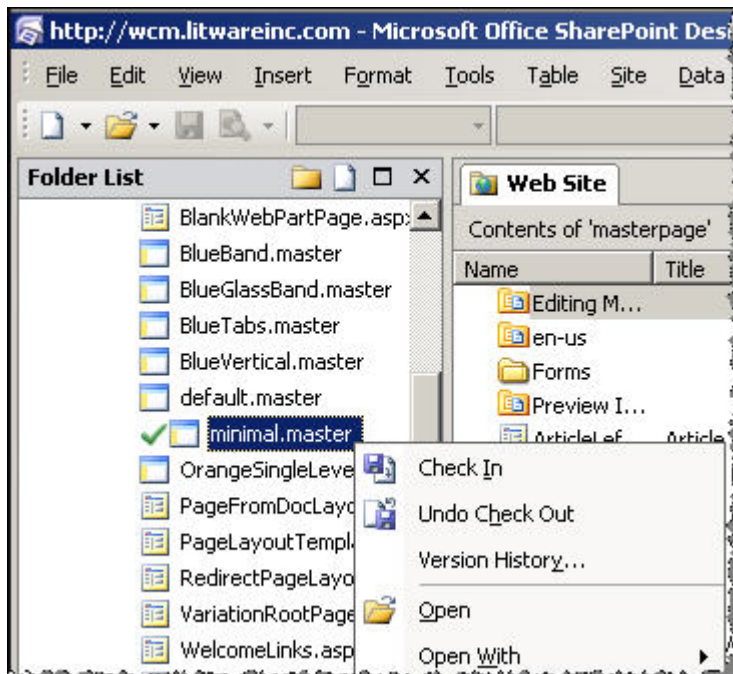 http://wcm.litwareinc.com - Microsoft Office SharePoint Des
File Edit View Insert Format Tools Table Site Data
Folder List
BlankWebPartPage.asp
BlueBand.master
BlueGlassBand.master
BlueTabs.master
BlueVertical.master
default.master
minimal.master
OrangeSingleLeve
PageFromDocLayo
PageLayoutTempl
RedirectPageLayo
VariationRootPage
WelcomeLinks.asp
Web Site
Contents of 'masterpage'
Name Title
Editing M...
en-us
Forms
Preview I...
ArticleLef Article
Check In
Undo Check Out
Version History...
Open
Open With